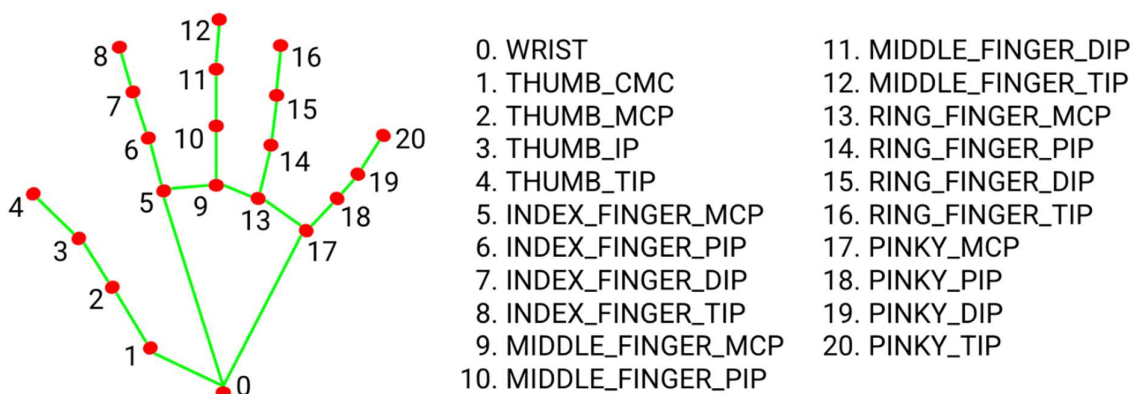 12
8
16
11
7
15
10
20
6
14
19
4
5
9
13
18
3
17
2
1
0
0. WRIST
1. THUMB_CMC
2. THUMB_MCP
3. THUMB_IP
4. THUMB_TIP
5. INDEX_FINGER_MCP
6. INDEX_FINGER_PIP
7. INDEX_FINGER_DIP
8. INDEX_FINGER_TIP
9. MIDDLE_FINGER_MCP
10. MIDDLE_FINGER_PIP
11. MIDDLE_FINGER_DIP
12. MIDDLE_FINGER_TIP
13. RING_FINGER_MCP
14. RING_FINGER_PIP
15. RING_FINGER_DIP
16. RING_FINGER_TIP
17. PINKY_MCP
18. PINKY_PIP
19. PINKY_DIP
20. PINKY_TIP